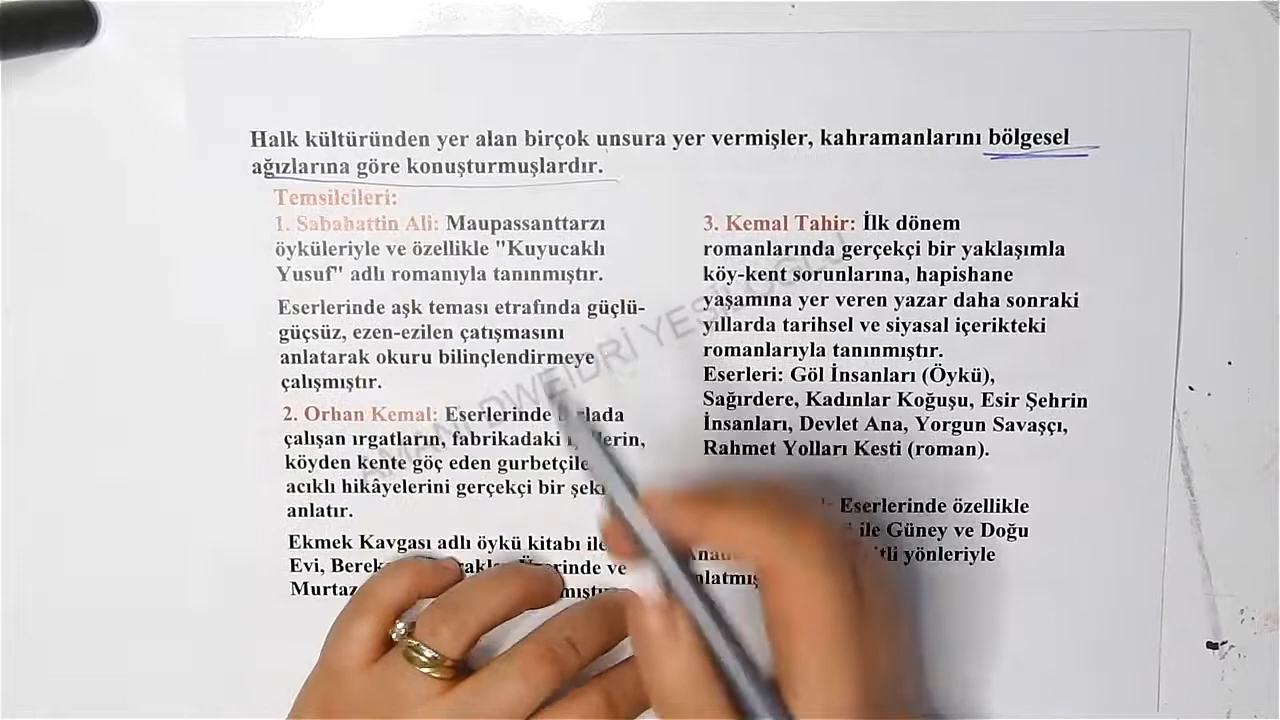 Halk kültüründen yer alan birçok unsura yer vermişler, kahramanlarını bölgesel
ağızlarına göre konuşturmuşlardır.
Temsilcileri:
1. Sabahattin Ali: Maupassanttarzı
öyküleriyle ve özellikle "Kuyucaklı
Yusuf" adlı romanıyla tanınmıştır.
Eserlerinde aşk teması etrafında güçlü-
güçsüz, ezen-ezilen çatışmasını
anlatarak okuru bilinçlendirmeye
çalışmıştır.
2. Orhan Kemal: Eserlerinde
çalışan ırgatların, fabrikadaki
köyden kente göç eden
acıklı hikâyelerini gerçekçi bir
anlatır.
Ekmek Kavgası adlı öykü kitabı ile
Evi, ve
3. Kemal Tahir: İlk dönem
romanlarında gerçekçi bir yaklaşımla
köy-kent sorunlarına, hapishane
yaşamına yer veren yazar daha sonraki
yıllarda tarihsel ve siyasal içerikteki
romanlarıyla tanınmıştır.
Eserleri: Göl İnsanları (Öykü),
Sağırdere, Kadınlar Koğuşu, Esir Şehrin
İnsanları, Devlet Ana, Yorgun Savaşçı,
Rahmet Yolları Kesti (roman).
Eserlerinde özellikle
ile Güney ve Doğu
yönleriyle
AMANI DWEIDRİ YEŞİLOĞLU